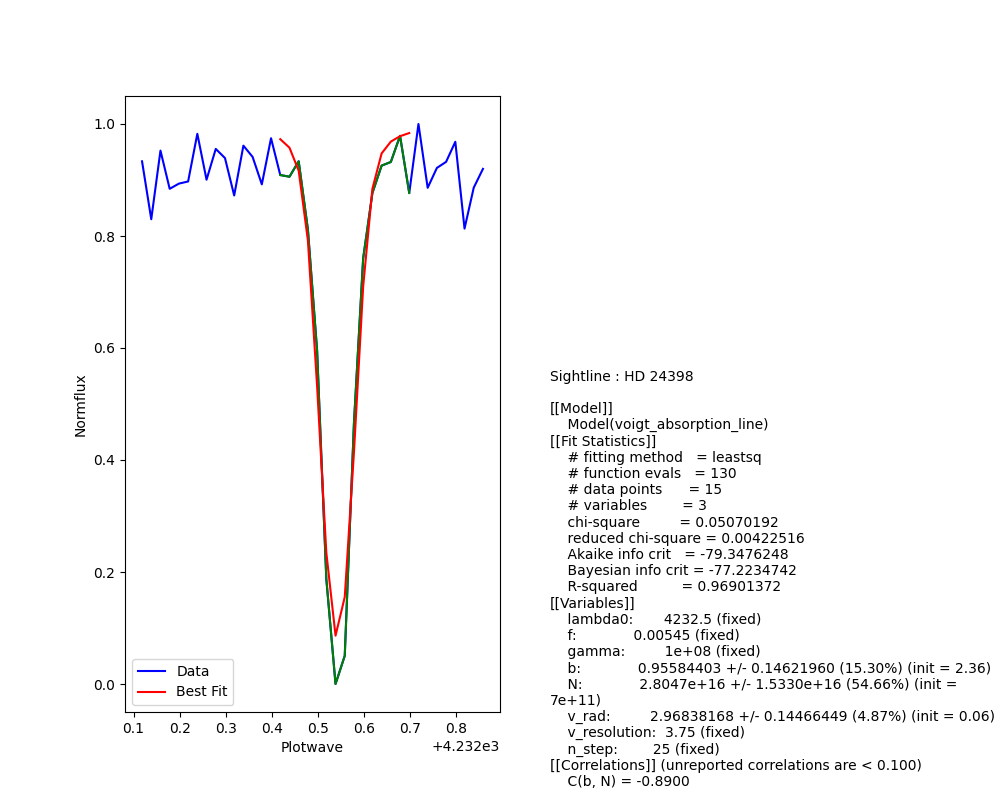 1.0
0.8
0.6
0.4
0.2
0.0
Normflux
Data
Best Fit
0.1 0.2 0.3 0.4 0.5 0.6 0.7 0.8
Plotwave
+4.232e3
Sightline : HD 24398
[[Model]]
Model(voigt_absorption_line)
[[Fit Statistics]]
# fitting method = leastsq
# function evals = 130
# data points = 15
# variables = 3
chi-square = 0.05070192
reduced chi-square = 0.00422516
Akaike info crit = -79.3476248
Bayesian info crit = -77.2234742
R-squared = 0.96901372
[[Variables]]
lambda0: 4232.5 (fixed)
f: 0.00545 (fixed)
gamma: 1e+08 (fixed)
b: 0.95584403 +/- 0.14621960 (15.30%) (init = 2.36)
N: 2.8047e+16 +/- 1.5330e+16 (54.66%) (init =
7e+11)
v_rad: 2.96838168 +/- 0.14466449 (4.87%) (init = 0.06)
v_resolution: 3.75 (fixed)
n_step: 25 (fixed)
[[Correlations]] (unreported correlations are < 0.100)
C(b, N) = -0.8900